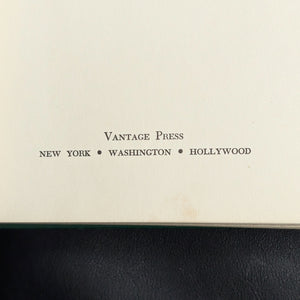 Vantage Press
NEW YORK • WASHINGTON • HOLLYWOOD